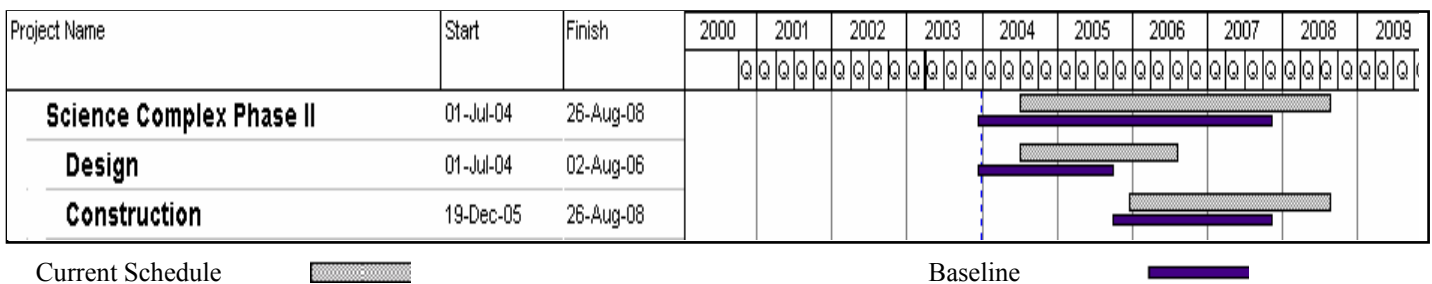 Project Name Start Finish 2000 2001 2002 2003 2004 2005 2006 2007 2008 2009
Q Q Q Q Q Q Q Q Q Q Q Q Q Q Q Q Q Q Q Q Q Q Q Q Q Q Q Q Q Q Q Q Q Q Q Q
Science Complex Phase II 01-Jul-04 26-Aug-08
Design 01-Jul-04 02-Aug-06
Construction 19-Dec-05 26-Aug-08
Current Schedule Baseline